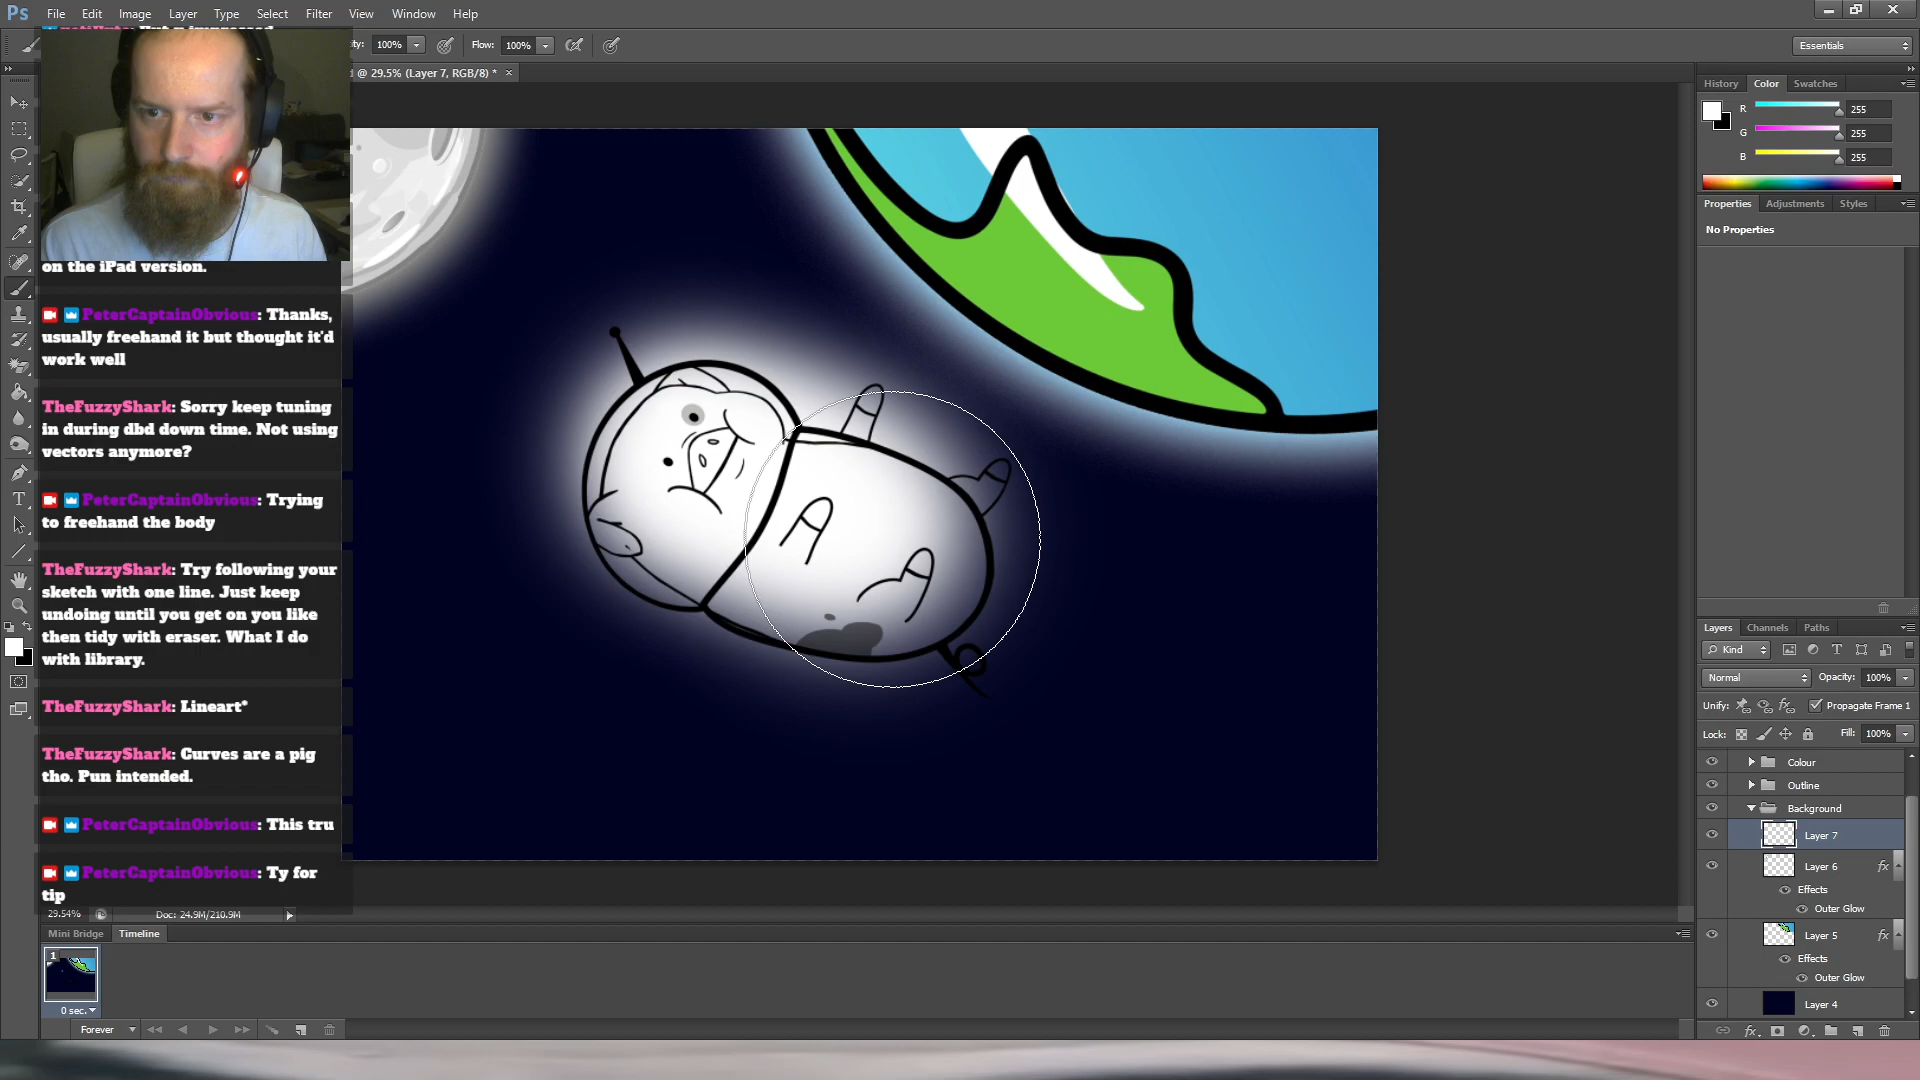 Ps File Edit Image Layer Type Select Filter View Window Help
100% Flow: 100% Essentials
@ 29.5% (Layer 7, RGB/8) * ×
History Color Swatches
R 255
G 255
B 255
Properties Adjustments Styles
No Properties
on the iPad version.
PeterCaptainObvious: Thanks,
usually freehand it but thought it'd
work well
TheFuzzyShark: Sorry keep tuning
in during dbd down time. Not using
vectors anymore?
PeterCaptainObvious: Trying
to freehand the body
TheFuzzyShark: Try following your
sketch with one line. Just keep
undoing until you get on you like
then tidy with eraser. What I do
with library.
TheFuzzyShark: Lineart*
TheFuzzyShark: Curves are a pig
tho. Pun intended.
PeterCaptainObvious: This tru
PeterCaptainObvious: Ty for
tip
Layers Channels Paths
Kind
Normal Opacity: 100%
Unify: Propagate Frame 1
Lock: Fill: 100%
Colour
Outline
Background
Layer 7
Layer 6 fx
Effects
Outer Glow
Layer 5 fx
Effects
Outer Glow
Layer 4
29.54% Doc: 24.9M/210.9M
Mini Bridge Timeline
1
0 sec.
Forever
fx